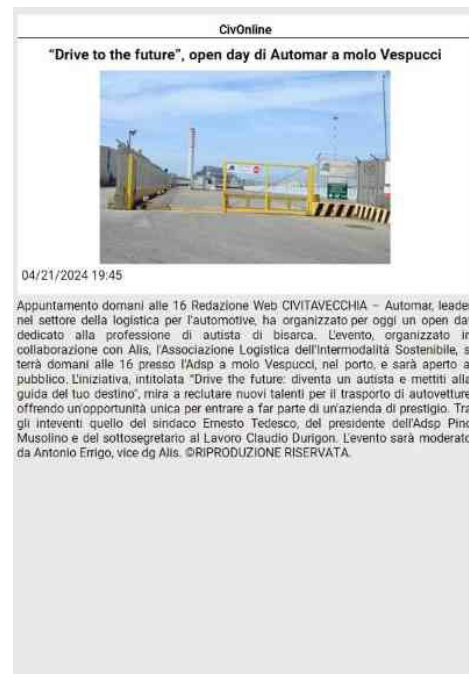 CivOnline
“Drive to the future”, open day di Automar a molo Vespucci
04/21/2024 19:45
Appuntamento domani alle 16 Redazione Web CIVITAVECCHIA – Automar, leader
nel settore della logistica per l'automotive, ha organizzato per oggi un open day
dedicato alla professione di autista di bisarca. L'evento, organizzato in
collaborazione con Alis, l'Associazione Logistica dell'Intermodalità Sostenibile, s
terrà domani alle 16 presso l'Adsp a molo Vespucci, nel porto, e sarà aperto a
pubblico. L'iniziativa, intitolata "Drive the future: diventa un autista e mettiti alla
guida del tuo destino", mira a reclutare nuovi talenti per il trasporto di autovetture
offrendo un'opportunità unica per entrare a far parte di un'azienda di prestigio. Tra
gli inteventi quello del sindaco Ernesto Tedesco, del presidente dell'Adsp Pino
Musolino e del sottosegretario al Lavoro Claudio Durigon. L'evento sarà moderato
da Antonio Errigo, vice dg Alis. ©RIPRODUZIONE RISERVATA.